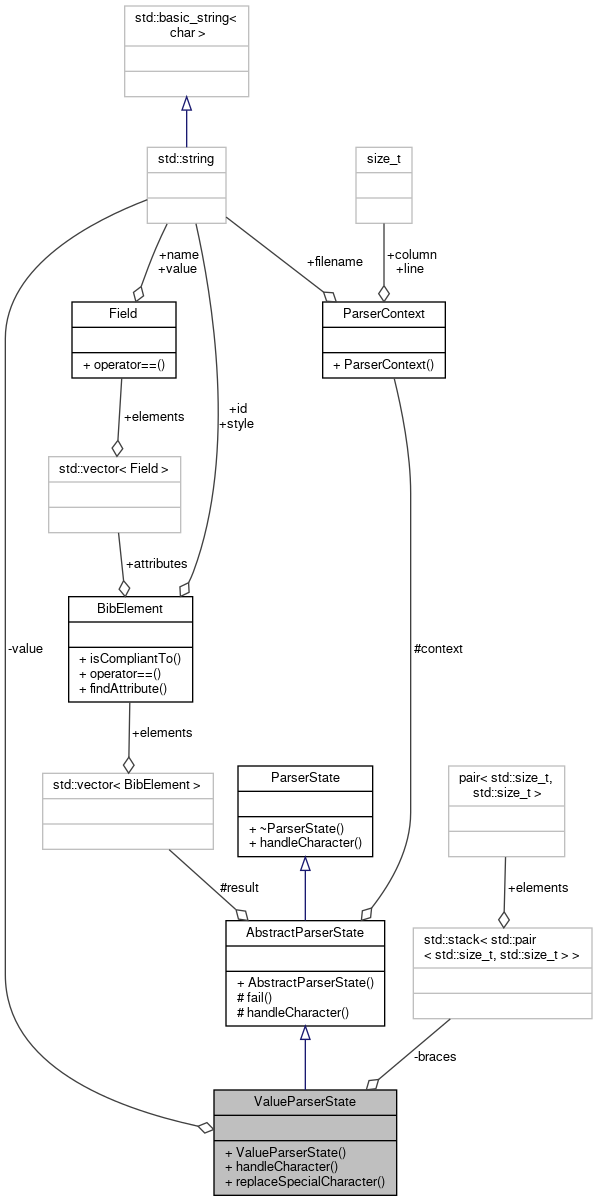 std::basic_string<
char >
std::string
size_t
+name
+value
+filename
+column
+line
Field
+ operator==()
ParserContext
+ ParserContext()
+elements
+id
+style
std::vector< Field >
+attributes
BibElement
+ isCompliantTo()
+ operator==()
+ findAttribute()
-value
#context
+elements
std::vector< BibElement >
ParserState
+ ~ParserState()
+ handleCharacter()
pair< std::size_t,
std::size_t >
#result
+elements
AbstractParserState
+ AbstractParserState()
# fail()
# handleCharacter()
std::stack< std::pair
< std::size_t, std::size_t > >
-braces
ValueParserState
+ ValueParserState()
+ handleCharacter()
+ replaceSpecialCharacter()